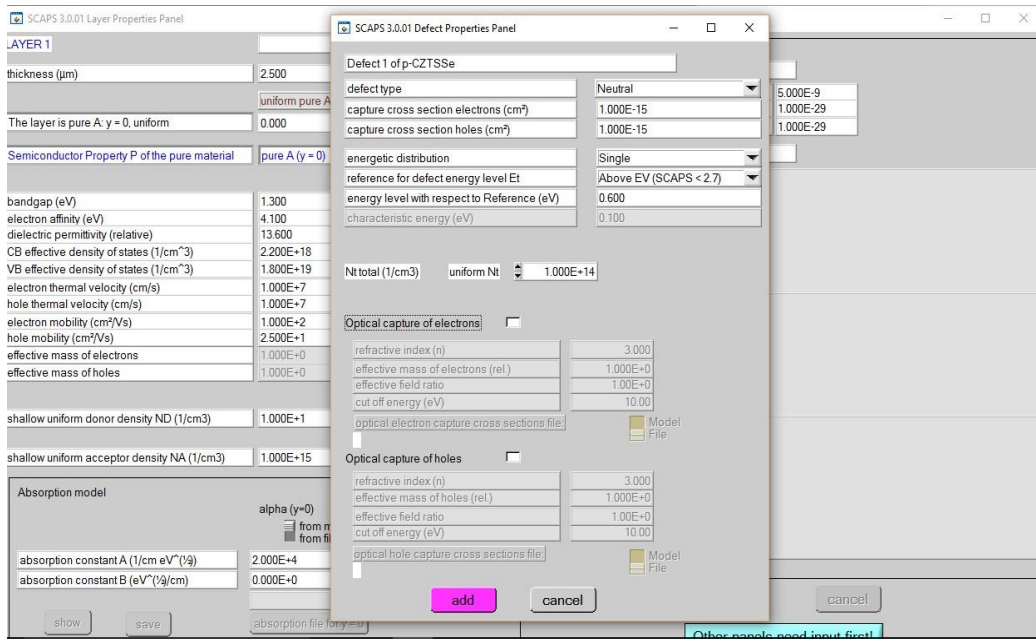 SCAPS 3.0.01 Layer Properties Panel
LAYER 1
thickness (µm) 2.500
uniform pure A
The layer is pure A: y = 0, uniform 0.000
Semiconductor Property P of the pure material pure A (y = 0)
bandgap (eV) 1.300
electron affinity (eV) 4.100
dielectric permittivity (relative) 13.600
CB effective density of states (1/cm^3) 2.200E+18
VB effective density of states (1/cm^3) 1.800E+19
electron thermal velocity (cm/s) 1.000E+7
hole thermal velocity (cm/s) 1.000E+7
electron mobility (cm²/Vs) 1.000E+2
hole mobility (cm²/Vs) 2.500E+1
effective mass of electrons 1.000E+0
effective mass of holes 1.000E+0
shallow uniform donor density ND (1/cm3) 1.000E+1
shallow uniform acceptor density NA (1/cm3) 1.000E+15
Absorption model
alpha (y=0)
from m
from fil
absorption constant A (1/cm eV^(½)) 2.000E+4
absorption constant B (eV^(½)/cm) 0.000E+0
show save absorption file for y = 0
SCAPS 3.0.01 Defect Properties Panel
Defect 1 of p-CZTSSe
defect type Neutral
capture cross section electrons (cm²) 1.000E-15
capture cross section holes (cm²) 1.000E-15
energetic distribution Single
reference for defect energy level Et Above EV (SCAPS < 2.7)
energy level with respect to Reference (eV) 0.600
characteristic energy (eV) 0.100
Nt total (1/cm3) uniform Nt 1.000E+14
Optical capture of electrons
refractive index (n) 3.000
effective mass of electrons (rel.) 1.000E+0
effective field ratio 1.00E+0
cut off energy (eV) 10.00
optical electron capture cross sections file: Model
File
Optical capture of holes
refractive index (n) 3.000
effective mass of holes (rel.) 1.000E+0
effective field ratio 1.00E+0
cut off energy (eV) 10.00
optical hole capture cross sections file: Model
File
add cancel
5.000E-9
1.000E-29
1.000E-29
cancel
Other panels need input first!